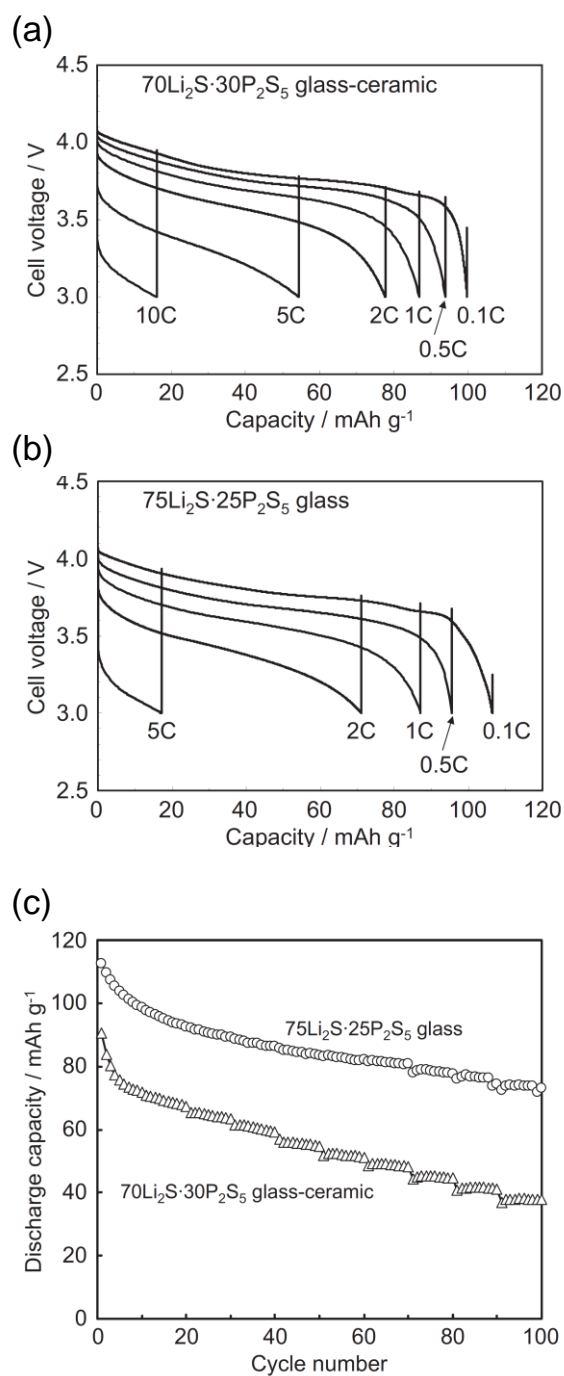 (a)
70Li₂S·30P₂S₅ glass-ceramic
Cell voltage / V
4.5
4.0
3.5
3.0
2.5
10C 5C 2C 1C 0.1C
0.5C
0 20 40 60 80 100 120
Capacity / mAh g⁻¹
(b)
75Li₂S·25P₂S₅ glass
Cell voltage / V
4.5
4.0
3.5
3.0
2.5
5C 2C 1C 0.1C
0.5C
0 20 40 60 80 100 120
Capacity / mAh g⁻¹
(c)
Discharge capacity / mAh g⁻¹
120
100
80
60
40
20
0
75Li₂S·25P₂S₅ glass
70Li₂S·30P₂S₅ glass-ceramic
0 20 40 60 80 100
Cycle number